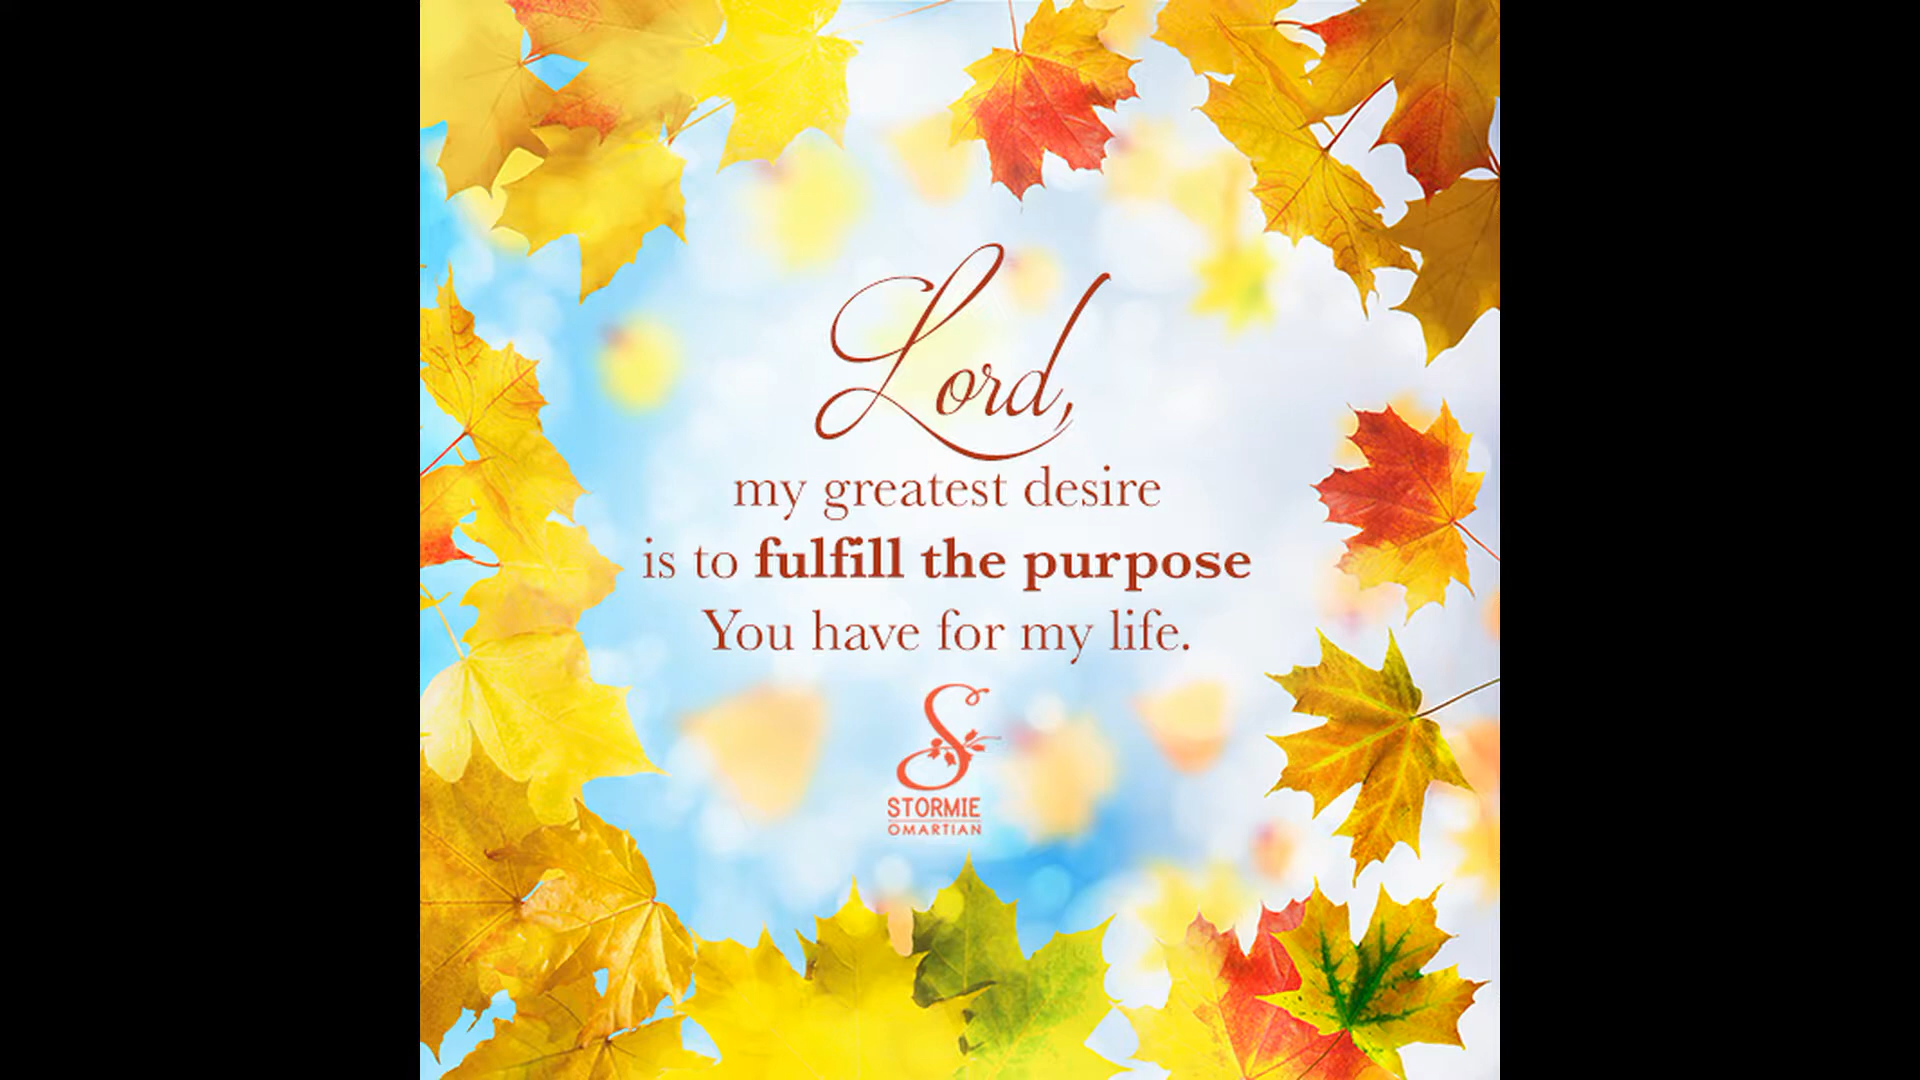 Lord,
my greatest desire
is to fulfill the purpose
You have for my life.
STORMIE
OMARTIAN